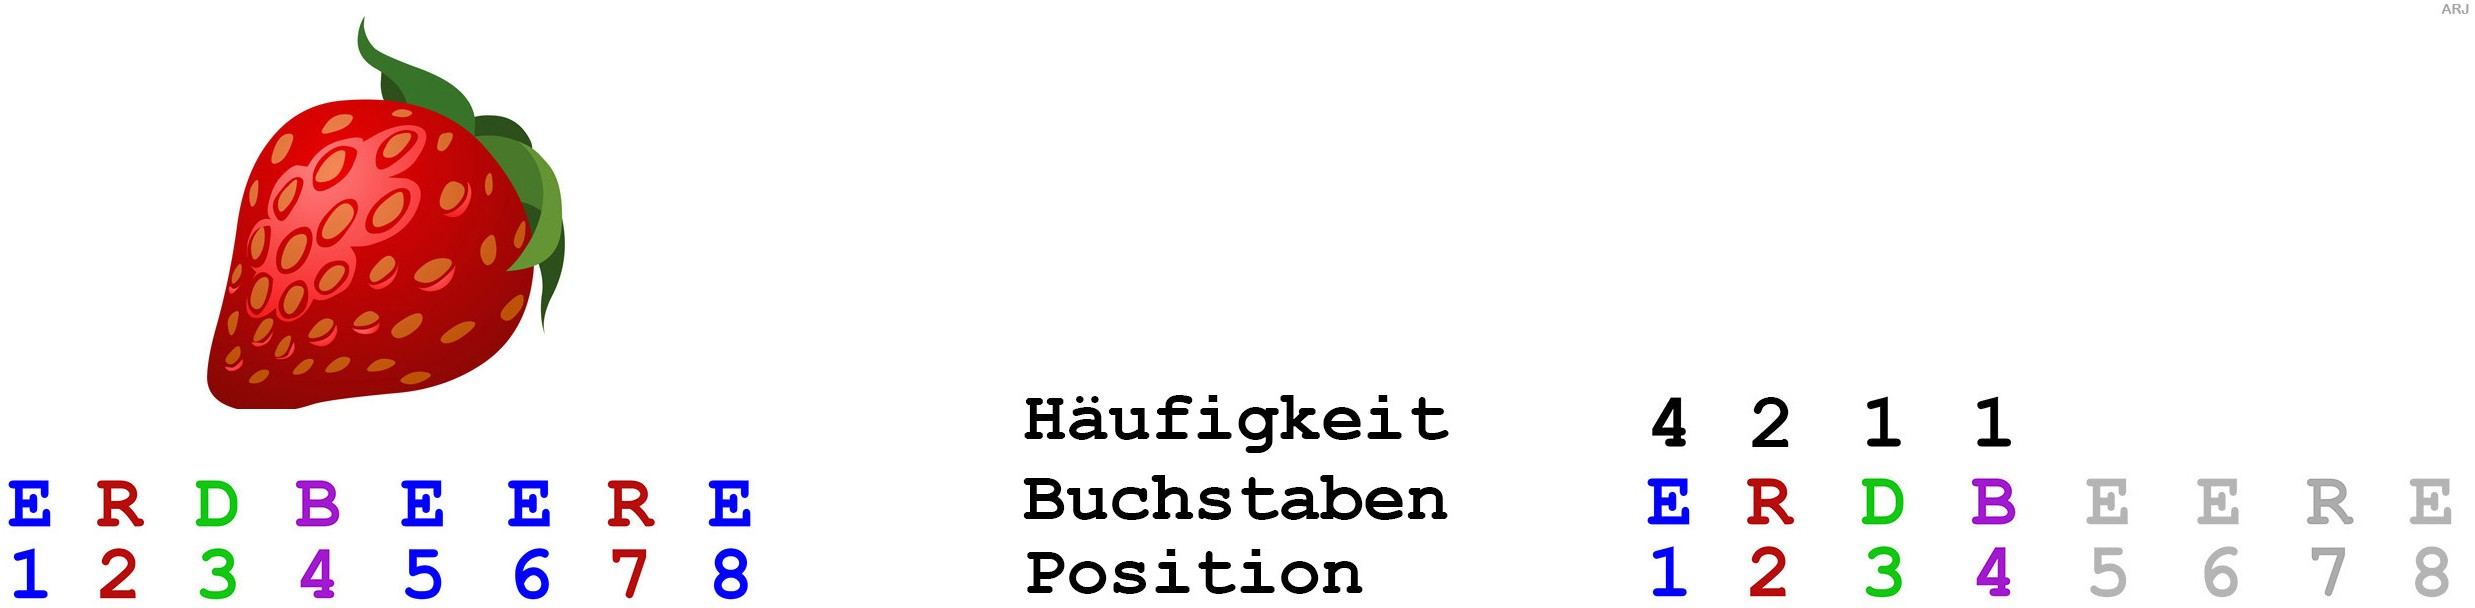 ARJ
Häufigkeit 4 2 1 1
E R D B E E R E Buchstaben E R D B E E R E
1 2 3 4 5 6 7 8 Position 1 2 3 4 5 6 7 8